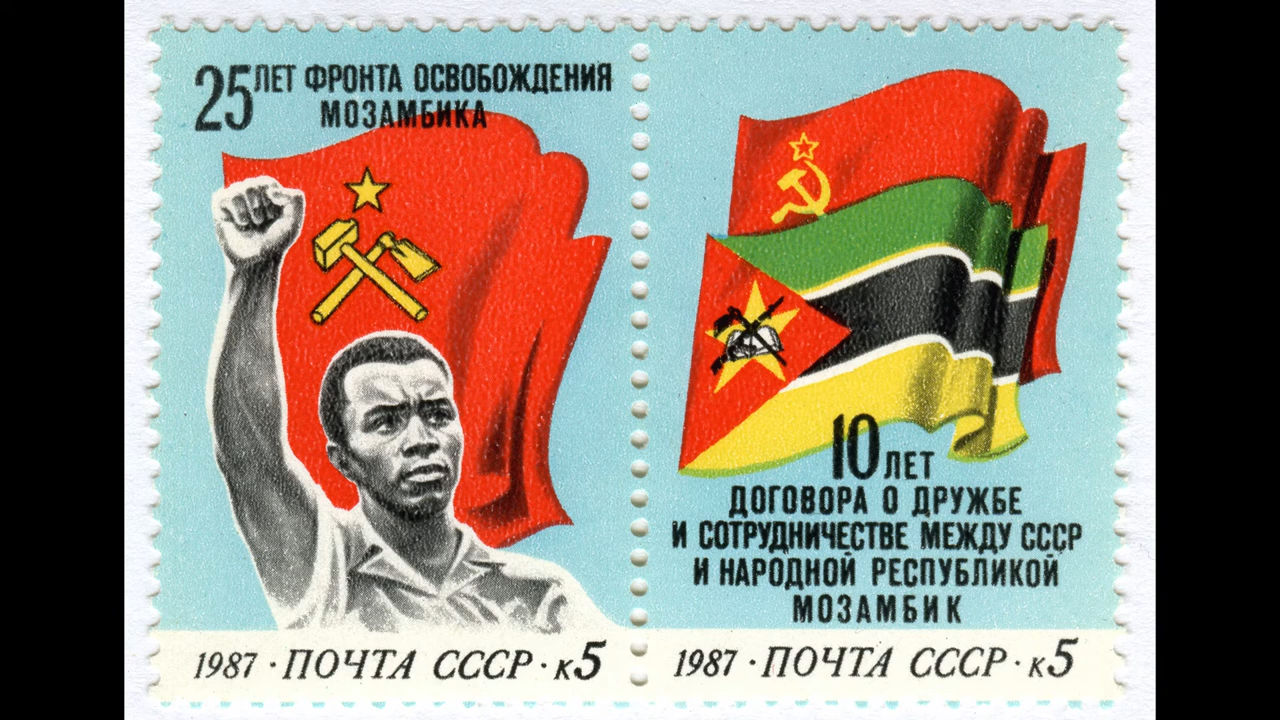 25 ЛЕТ ФРОНТА ОСВОБОЖДЕНИЯ
МОЗАМБИКА
1987 · ПОЧТА СССР · к5
10 ЛЕТ
ДОГОВОРА О ДРУЖБЕ
И СОТРУДНИЧЕСТВЕ МЕЖДУ СССР
И НАРОДНОЙ РЕСПУБЛИКОЙ
МОЗАМБИК
1987 · ПОЧТА СССР · к5